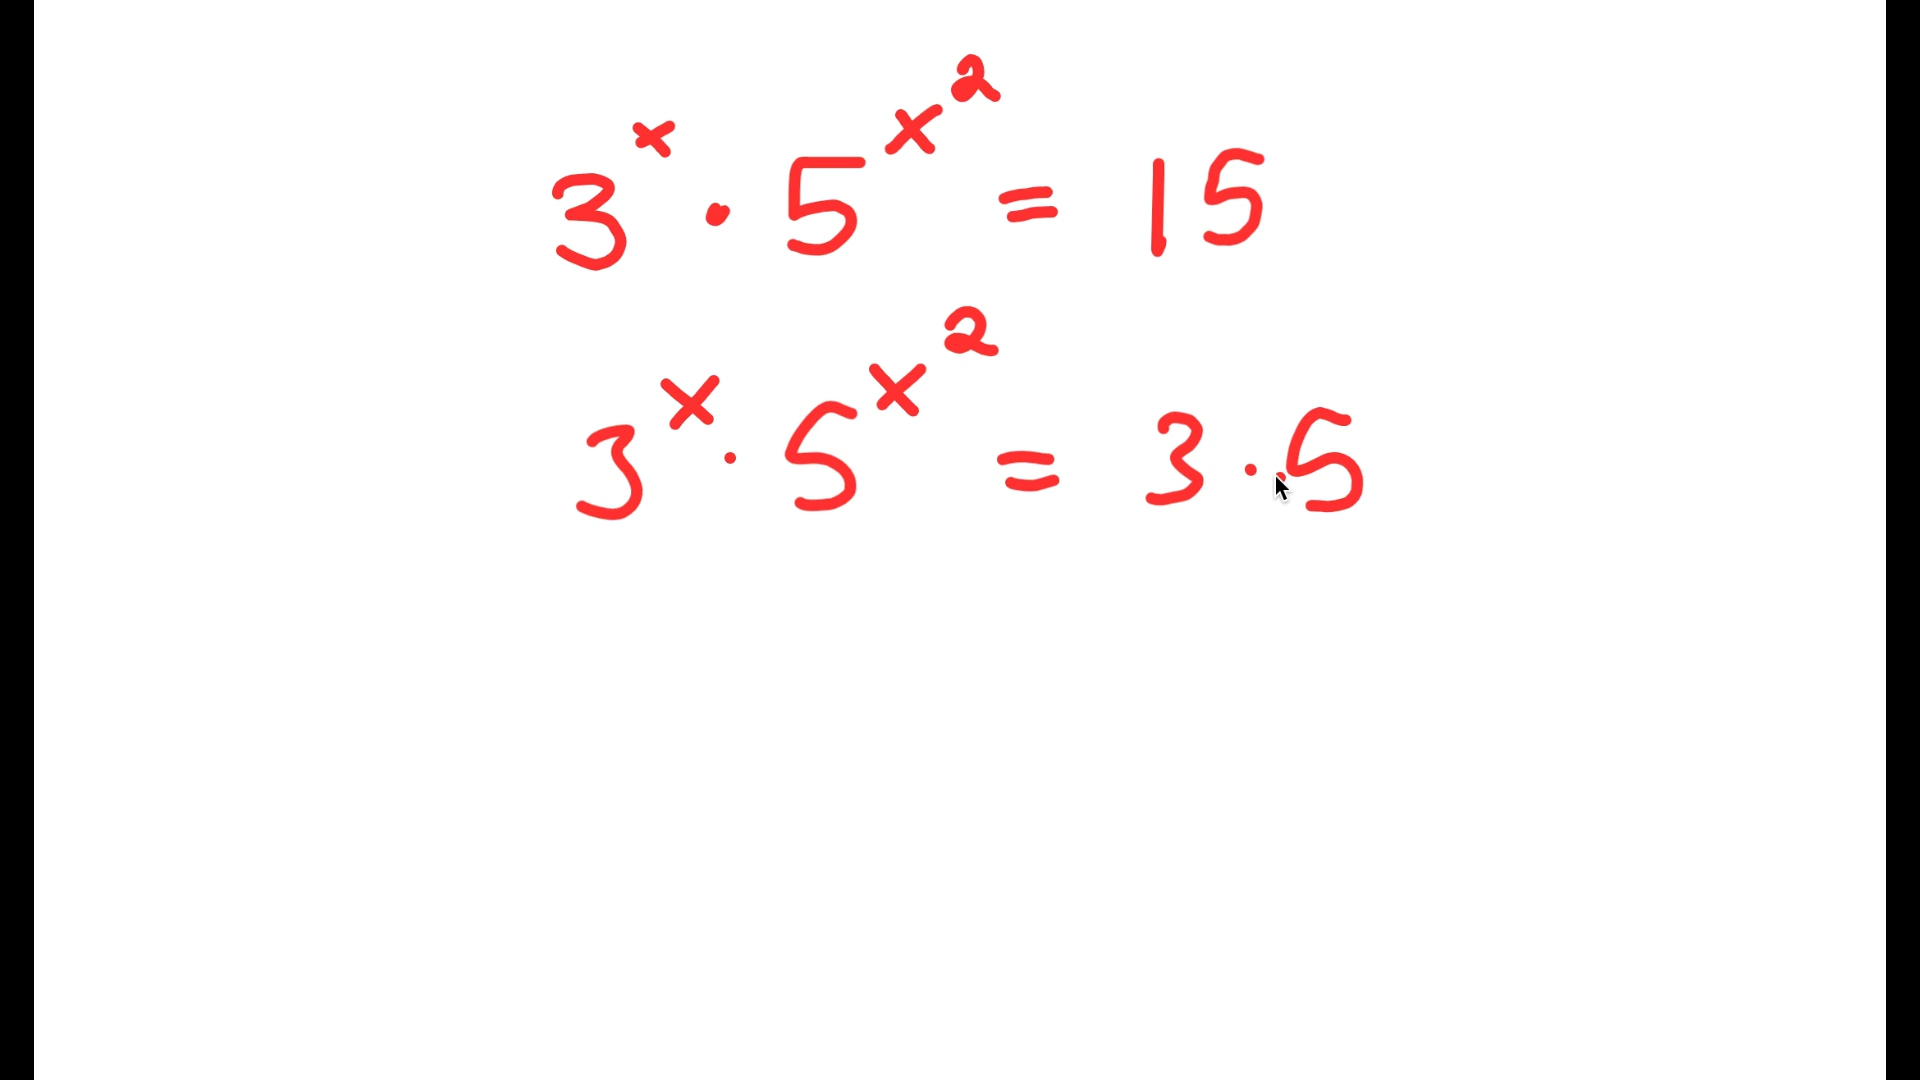 3^x · 5^x^2 = 15
3^x · 5^x^2 = 3 · 5